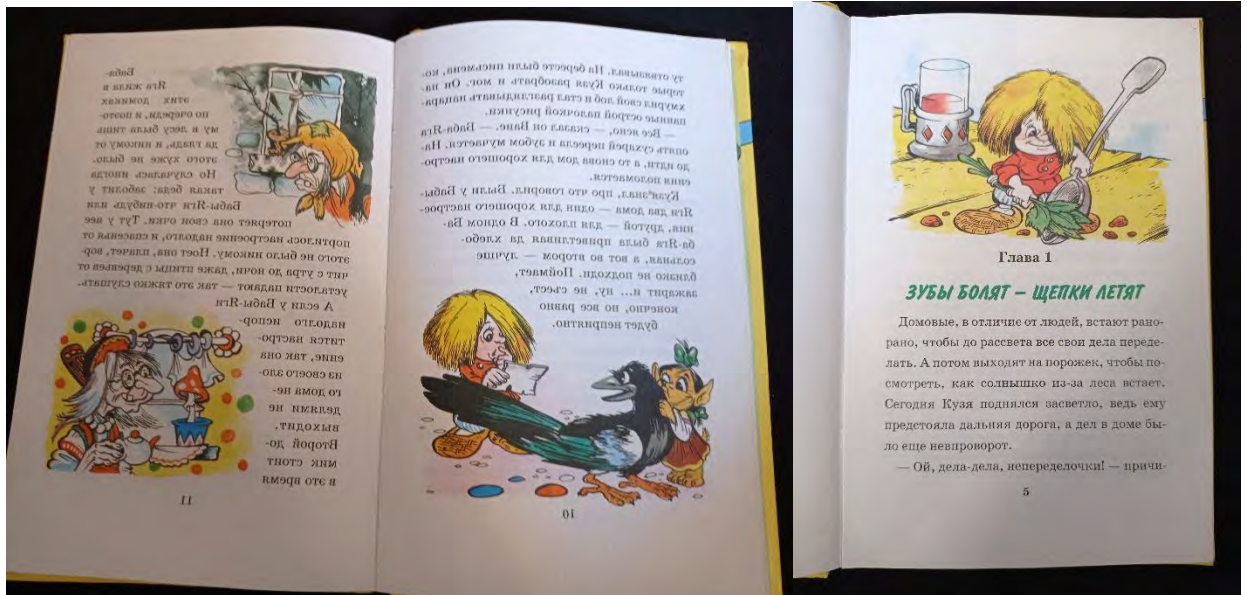 ту отвязывал. На бересте были письмена, ко-
торые только Кузя разобрать и мог. Он на-
хмурил свой лоб и стал разглядывать нацара-
панные острой палочкой рисунки.
— Все ясно, — сказал он Ване. — Баба-Яга
опять сухарей переела и зубом мучается. На-
до идти, а то снова дом для хорошего настро-
ения поломается.
Кузя знал, про что говорил. Были у Бабы-
Яги два дома — один для хорошего настрое-
ния, другой — для плохого. В одном Ба-
ба-Яга была приветливая да хлебо-
сольная, а вот во втором — лучше
близко не подходи. Поймает,
зажарит и... ну, не съест,
конечно, но все равно
будет неприятно.
10
Баба-
Яга жила в
этих домиках
по очереди, и поэто-
му в лесу была тишь
да гладь, и никому от
этого хуже не было.
Но случалась иногда
такая беда: заболит у
Бабы-Яги что-нибудь или
потеряет она свои очки. Тут у нее
портилось настроение надолго, и спасенья от
этого не было никому. Ноет она, плачет, вор-
чит с утра до ночи, даже птицы с деревьев от
усталости падают — так это тяжко слушать.
А если у Бабы-Яги
надолго испор-
тится настро-
ение, так она
из своего зло-
го дома не-
делями не
выходит.
Второй до-
мик стоит
в это время
11
Глава 1
ЗУБЫ БОЛЯТ – ЩЕПКИ ЛЕТЯТ
Домовые, в отличие от людей, встают рано-
рано, чтобы до рассвета все свои дела переде-
лать. А потом выходят на порожек, чтобы по-
смотреть, как солнышко из-за леса встает.
Сегодня Кузя поднялся засветло, ведь ему
предстояла дальняя дорога, а дел в доме бы-
ло еще невпроворот.
— Ой, дела-дела, непеределочки! — причи-
5